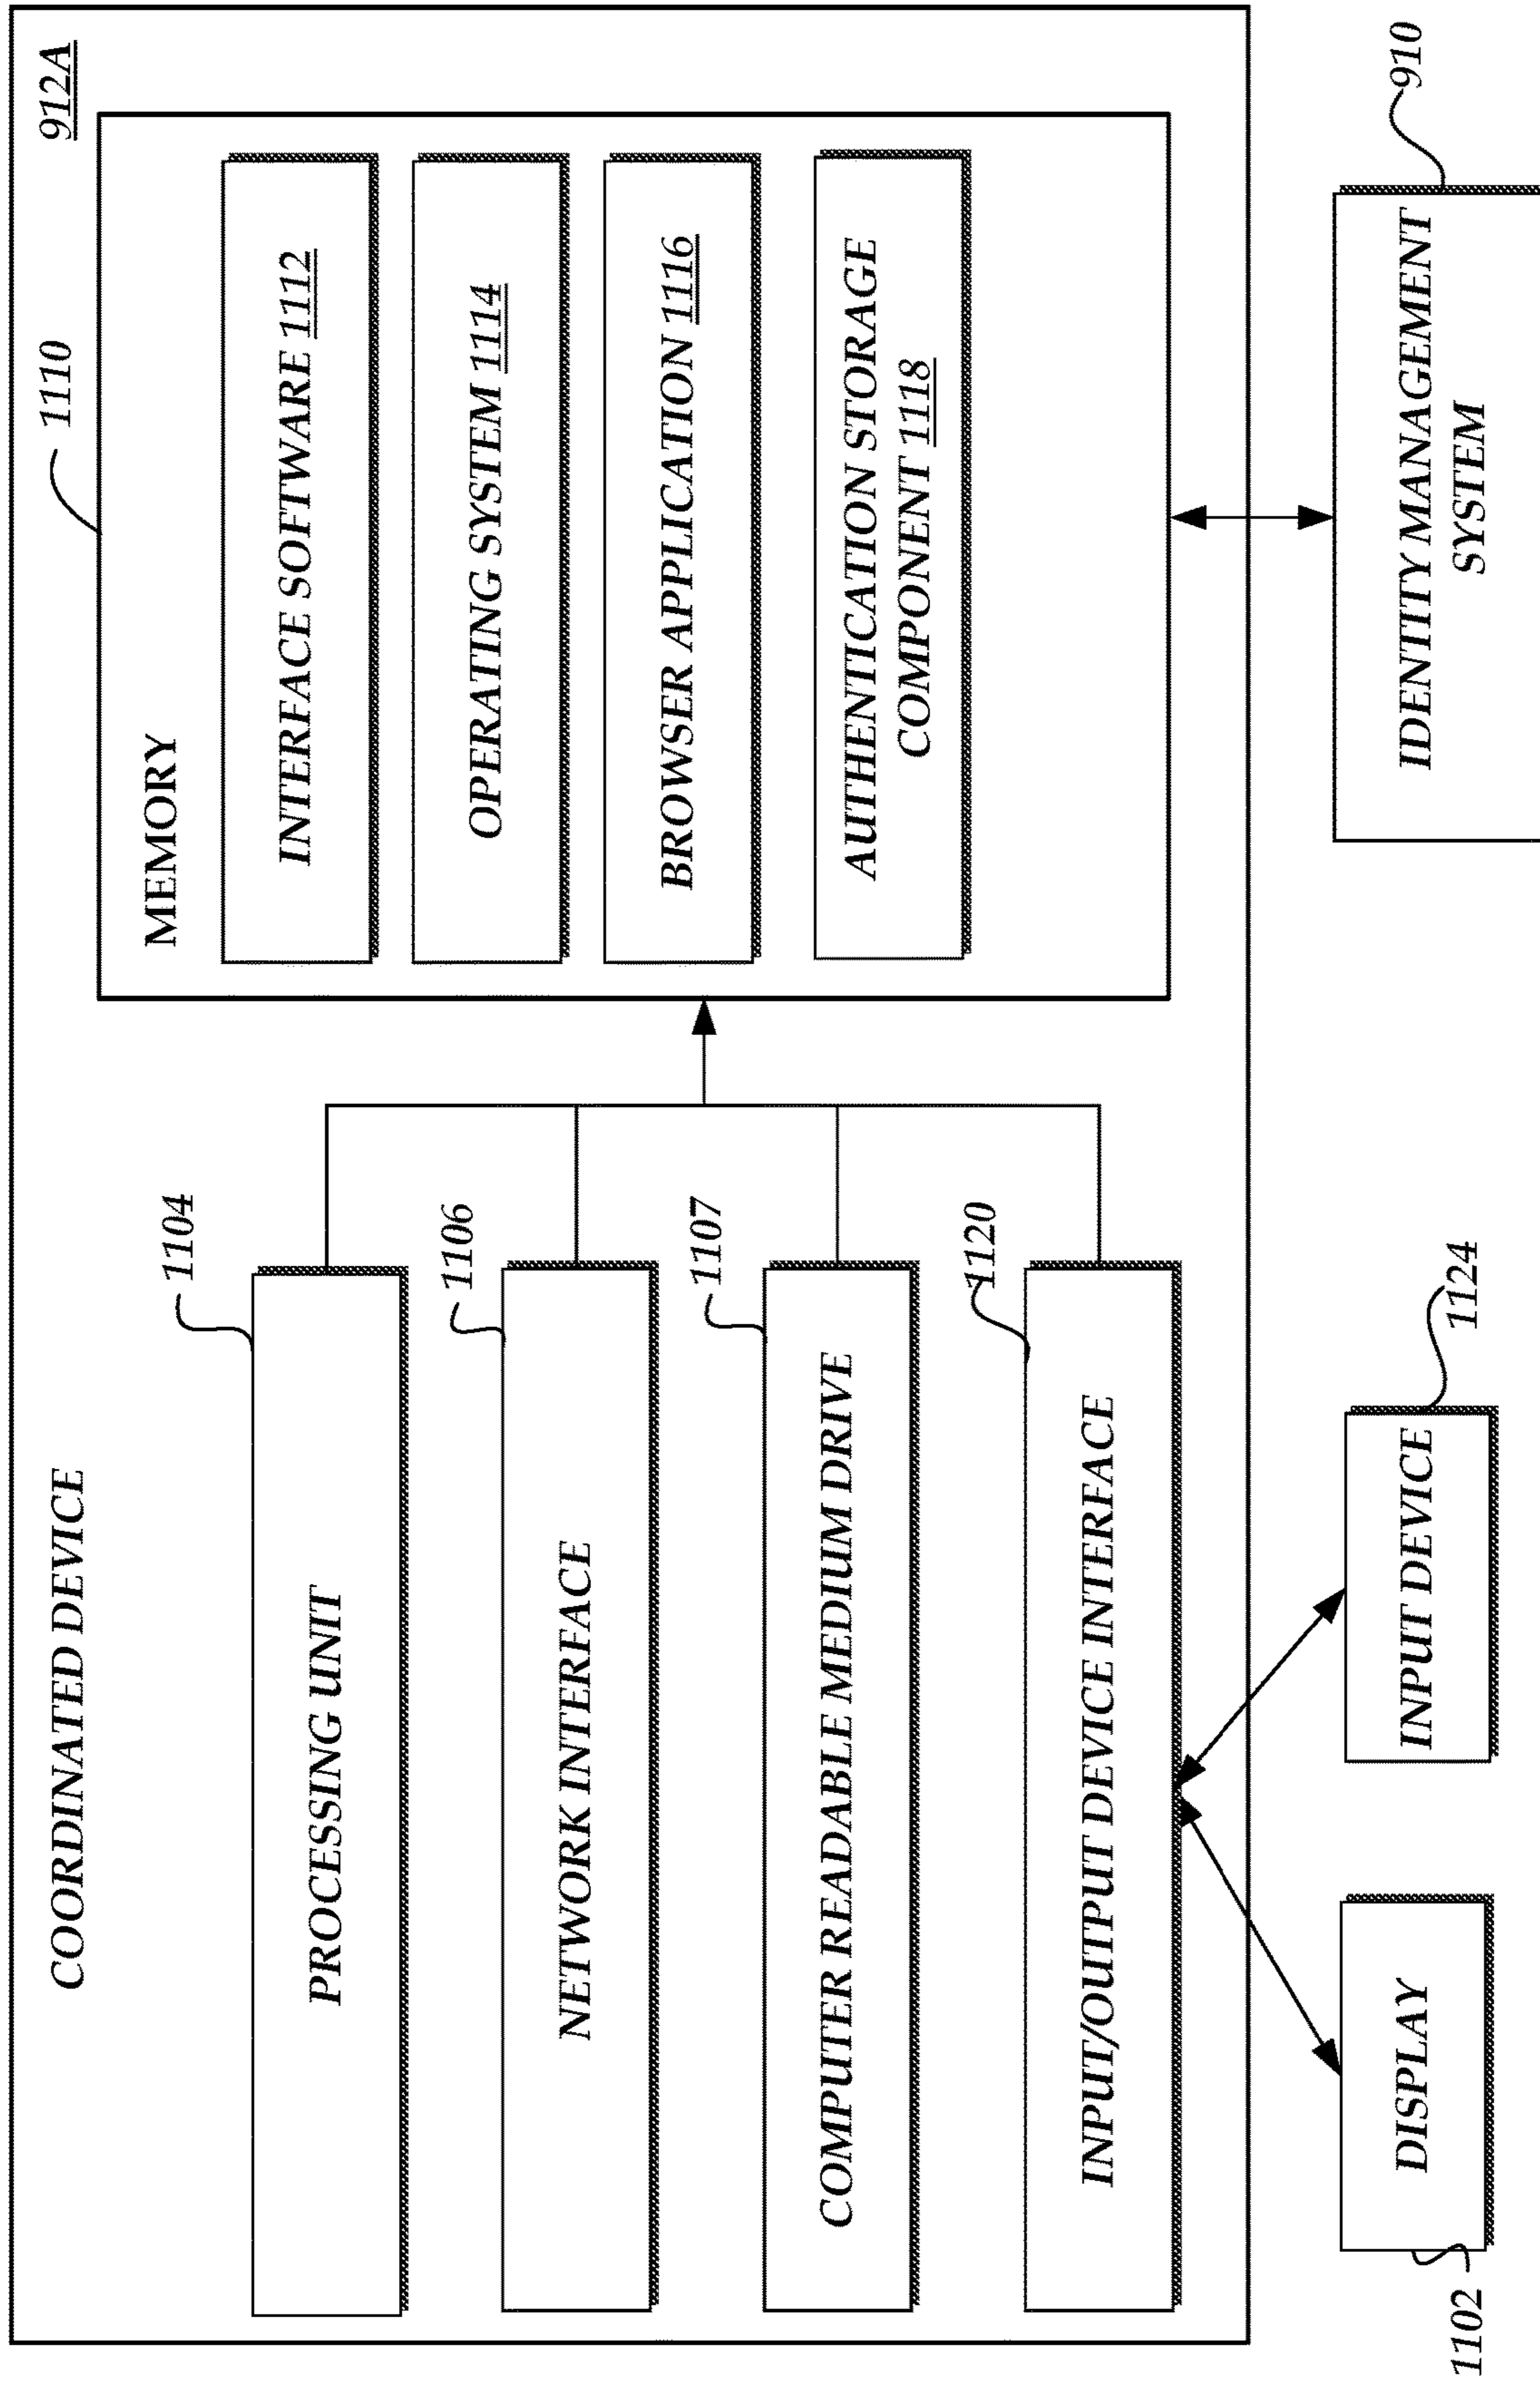 COORDINATED DEVICE
912A
1110
MEMORY
1104
PROCESSING UNIT
INTERFACE SOFTWARE 1112
1106
NETWORK INTERFACE
OPERATING SYSTEM 1114
1107
COMPUTER READABLE MEDIUM DRIVE
BROWSER APPLICATION 1116
1120
INPUT/OUTPUT DEVICE INTERFACE
AUTHENTICATION STORAGE
COMPONENT 1118
1102
DISPLAY
INPUT DEVICE
1124
IDENTITY MANAGEMENT
SYSTEM
910